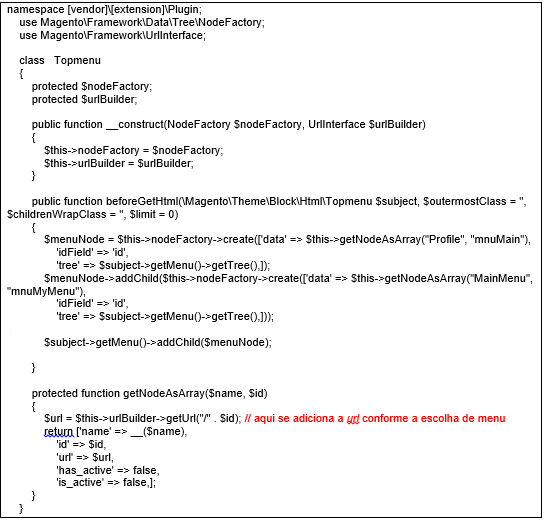 namespace [vendor]\[extension]\Plugin;
use Magento\Framework\Data\Tree\NodeFactory;
use Magento\Framework\UrlInterface;
class Topmenu
{
protected $nodeFactory;
protected $urlBuilder;
public function __construct(NodeFactory $nodeFactory, UrlInterface $urlBuilder)
{
$this->nodeFactory = $nodeFactory;
$this->urlBuilder = $urlBuilder;
}
public function beforeGetHtml(\Magento\Theme\Block\Html\Topmenu $subject, $outermostClass = '',
$childrenWrapClass = '', $limit = 0)
{
$menuNode = $this->nodeFactory->create(['data' => $this->getNodeAsArray("Profile", "mnuMain"),
'idField' => 'id',
'tree' => $subject->getMenu()->getTree(),]);
$menuNode->addChild($this->nodeFactory->create(['data' => $this->getNodeAsArray("MainMenu",
"mnuMyMenu"),
'idField' => 'id',
'tree' => $subject->getMenu()->getTree(),]));
$subject->getMenu()->addChild($menuNode);
}
protected function getNodeAsArray($name, $id)
{
$url = $this->urlBuilder->getUrl("/" . $id); // aqui se adiciona a url conforme a escolha de menu
return ['name' => __($name),
'id' => $id,
'url' => $url,
'has_active' => false,
'is_active' => false,];
}
}